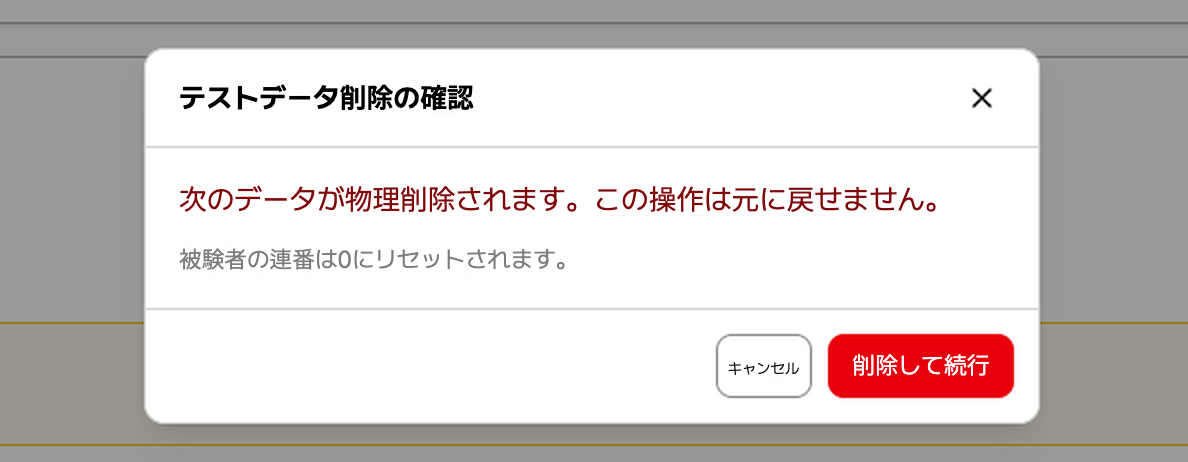 テストデータ削除の確認
次のデータが物理削除されます。この操作は元に戻せません。
被験者の連番は0にリセットされます。
キャンセル
削除して続行